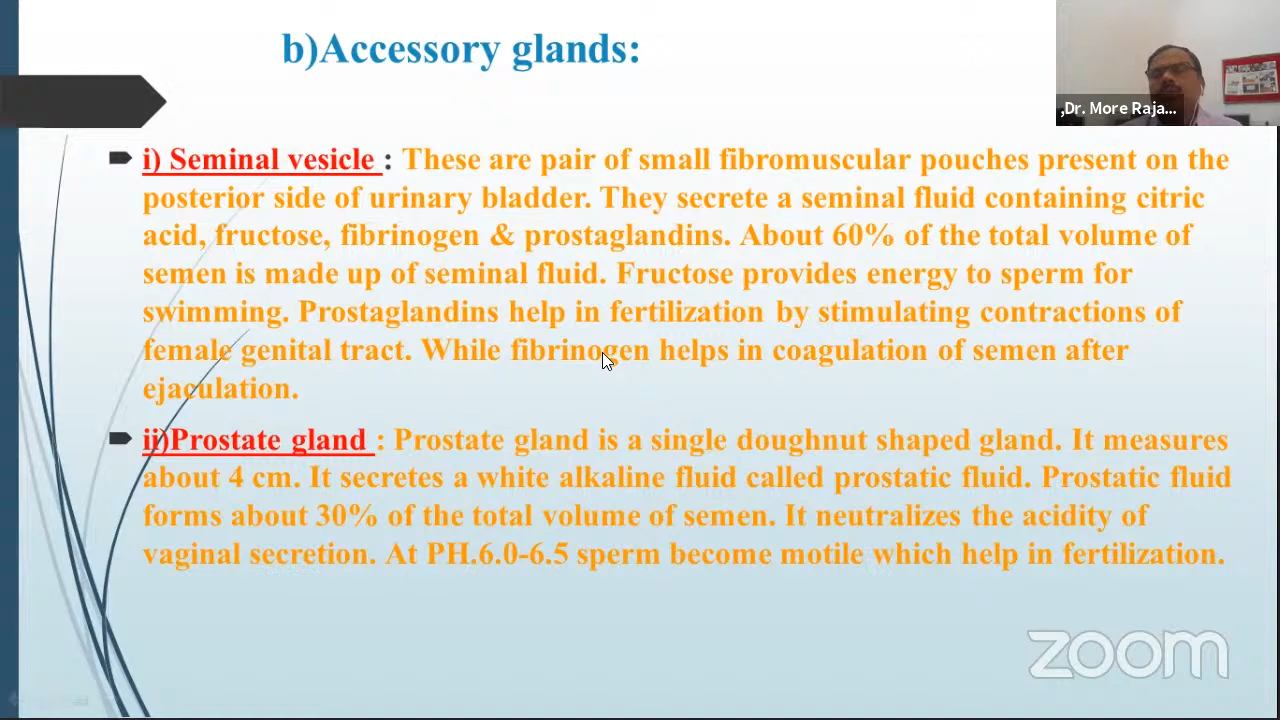 b)Accessory glands:
,Dr. More Raja...
i) Seminal vesicle : These are pair of small fibromuscular pouches present on the
posterior side of urinary bladder. They secrete a seminal fluid containing citric
acid, fructose, fibrinogen & prostaglandins. About 60% of the total volume of
semen is made up of seminal fluid. Fructose provides energy to sperm for
swimming. Prostaglandins help in fertilization by stimulating contractions of
female genital tract. While fibrinogen helps in coagulation of semen after
ejaculation.
ii)Prostate gland : Prostate gland is a single doughnut shaped gland. It measures
about 4 cm. It secretes a white alkaline fluid called prostatic fluid. Prostatic fluid
forms about 30% of the total volume of semen. It neutralizes the acidity of
vaginal secretion. At PH.6.0-6.5 sperm become motile which help in fertilization.
zoom